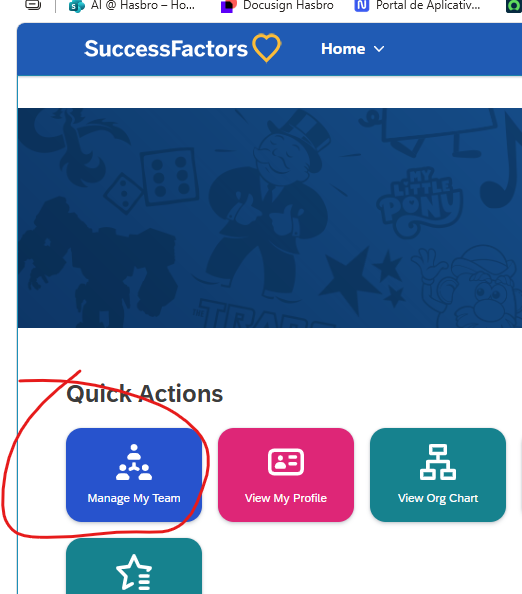 AI @ Hasbro – Ho...
Docusign Hasbro
Portal de Aplicativ...
SuccessFactors
Home
MY
LITTLE
PONY
Quick Actions
Manage My Team
View My Profile
View Org Chart